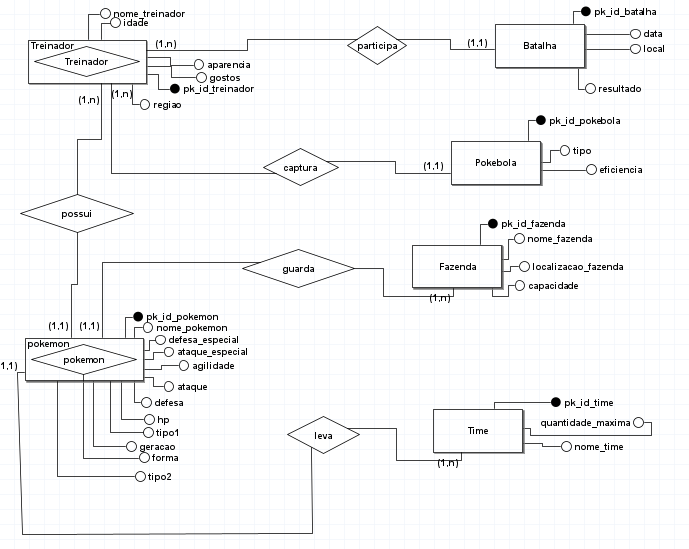 nome_treinador
idade
Treinador
Treinador
(1,n)
aparencia
gostos
pk_id_treinador
(1,n)
(1,n)
regiao
participa
(1,1)
pk_id_batalha
Batalha
data
local
resultado
captura
(1,1)
pk_id_pokebola
Pokebola
tipo
eficiencia
possui
guarda
pk_id_fazenda
nome_fazenda
Fazenda
localizacao_fazenda
capacidade
(1,n)
(1,1)
(1,1)
pk_id_pokemon
nome_pokemon
pokemon
pokemon
defesa_especial
ataque_especial
agilidade
ataque
defesa
hp
tipo1
geracao
forma
tipo2
1,1)
leva
pk_id_time
quantidade_maxima
Time
nome_time
(1,n)